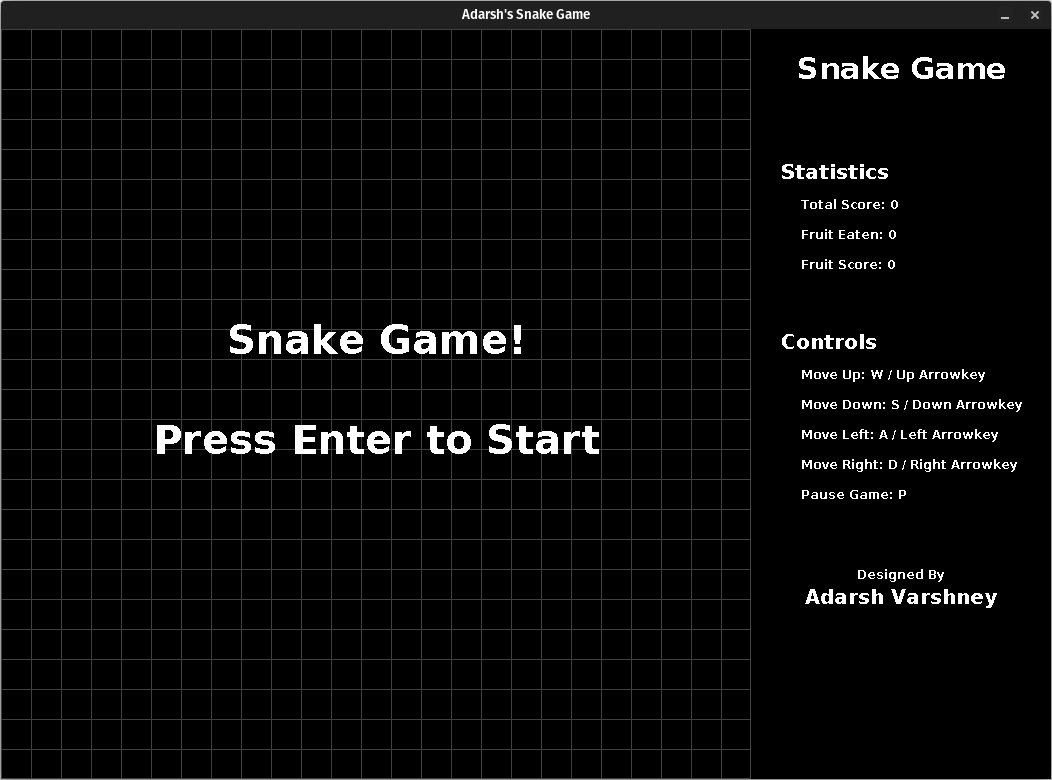 Adarsh's Snake Game
Snake Game!
Press Enter to Start
Snake Game
Statistics
Total Score: 0
Fruit Eaten: 0
Fruit Score: 0
Controls
Move Up: W / Up Arrowkey
Move Down: S / Down Arrowkey
Move Left: A / Left Arrowkey
Move Right: D / Right Arrowkey
Pause Game: P
Designed By
Adarsh Varshney